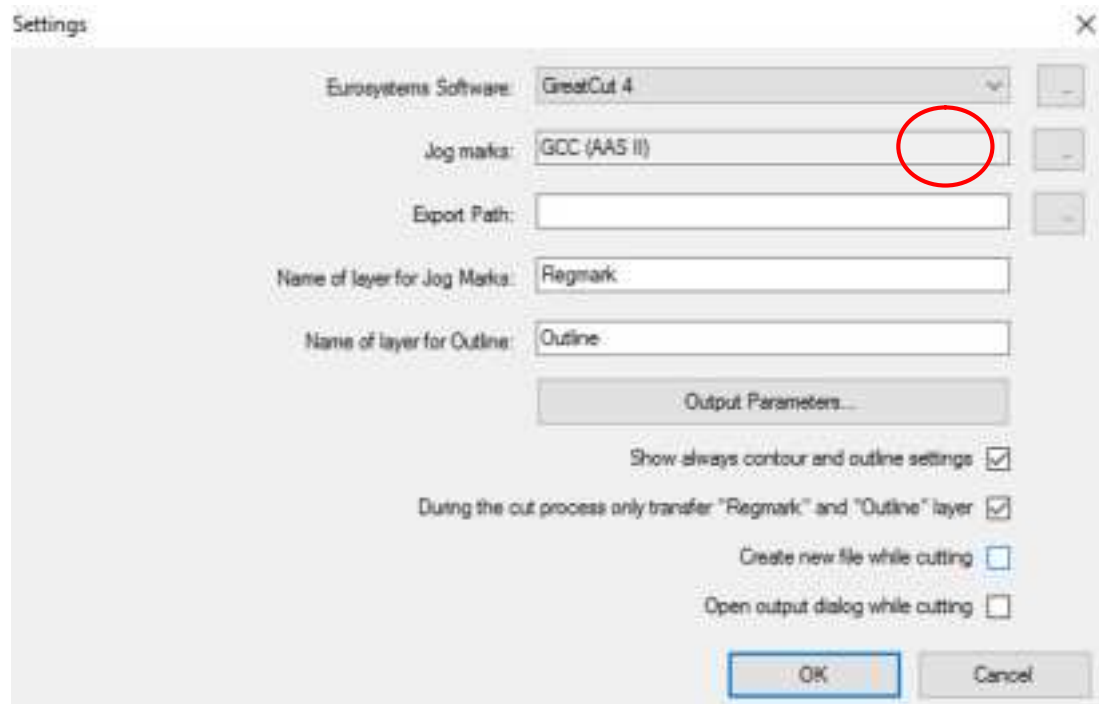 Settings
Eurosystems Software: GreatCut 4 ...
Jog marks: GCC (AAS II) ...
Export Path: ...
Name of layer for Jog Marks: Regmark
Name of layer for Outline: Outline
Output Parameters...
Show always contour and outline settings
During the cut process only transfer "Regmark" and "Outline" layer
Create new file while cutting
Open output dialog while cutting
OK Cancel